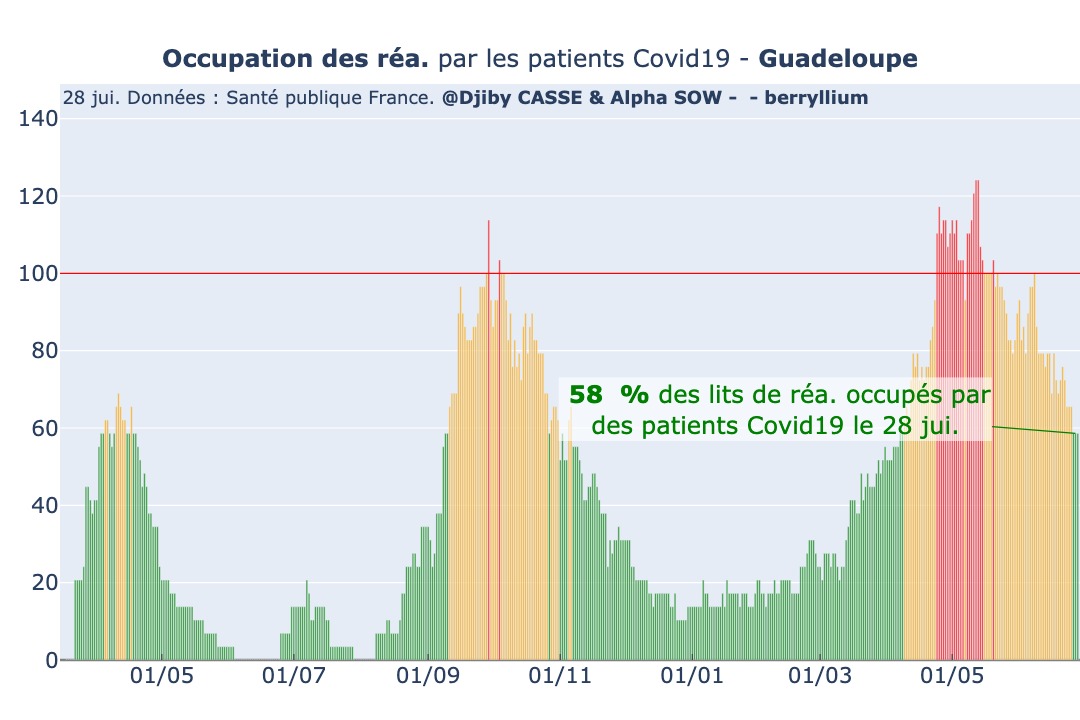 Occupation des réa. par les patients Covid19 - Guadeloupe
28 jui. Données : Santé publique France. @Djiby CASSE & Alpha SOW -  - berryllium
140
120
100
80
60
40
20
0
58  % des lits de réa. occupés par
des patients Covid19 le 28 jui.
01/05 01/07 01/09 01/11 01/01 01/03 01/05